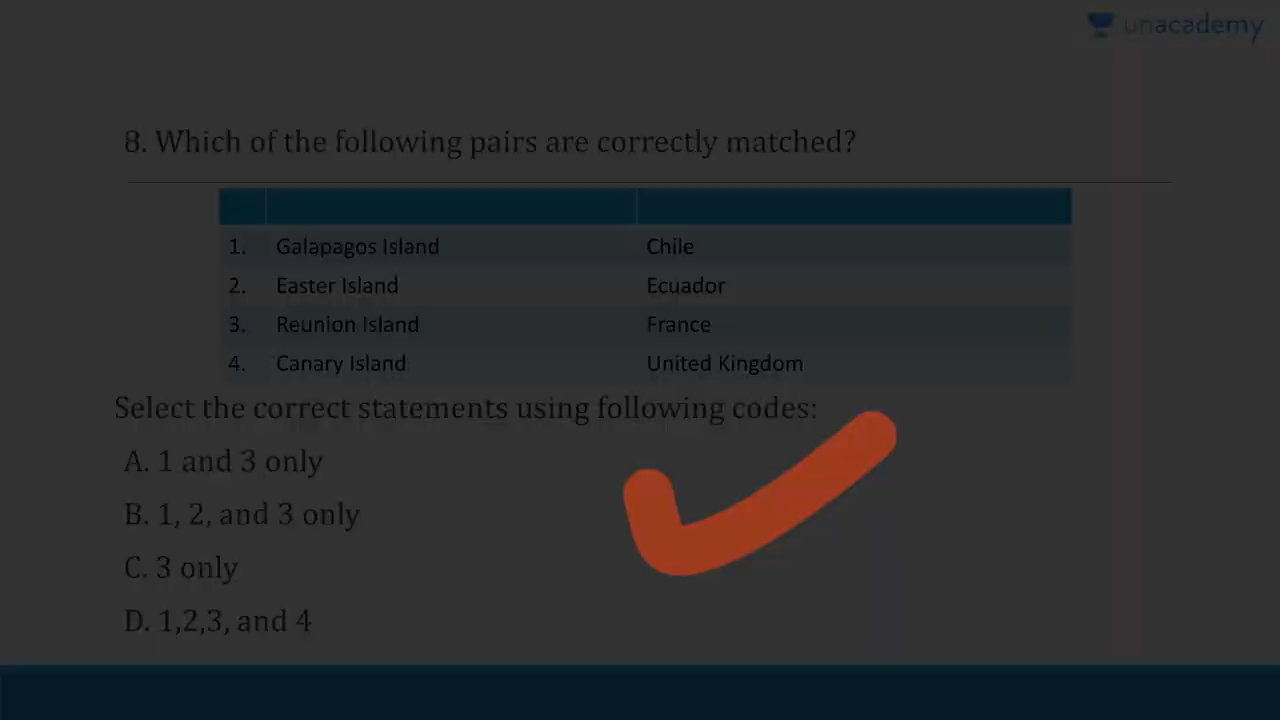 unacademy
8. Which of the following pairs are correctly matched?
1. Galapagos Island Chile
2. Easter Island Ecuador
3. Reunion Island France
4. Canary Island United Kingdom
Select the correct statements using following codes:
A. 1 and 3 only
B. 1, 2, and 3 only
C. 3 only
D. 1,2,3, and 4